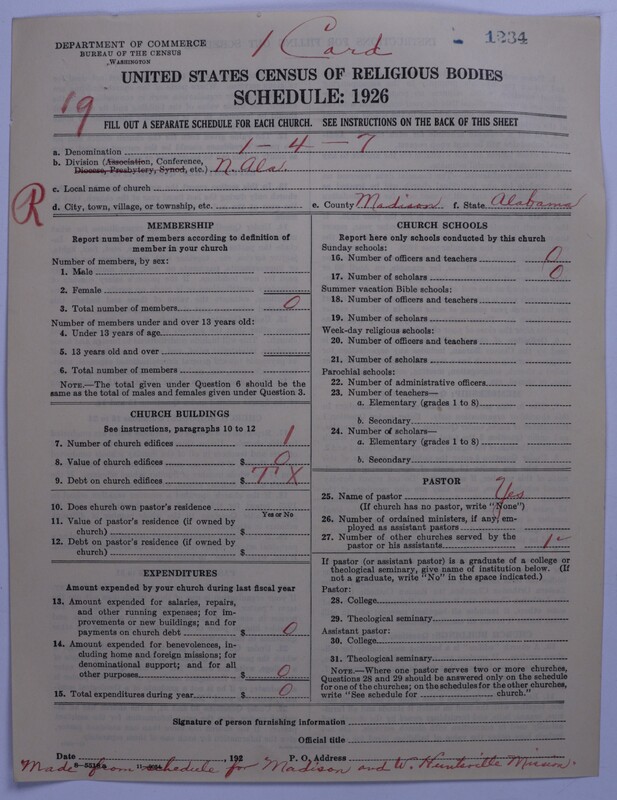 1 Card
1234
DEPARTMENT OF COMMERCE
BUREAU OF THE CENSUS
WASHINGTON
UNITED STATES CENSUS OF RELIGIOUS BODIES
SCHEDULE: 1926
19
FILL OUT A SEPARATE SCHEDULE FOR EACH CHURCH. SEE INSTRUCTIONS ON THE BACK OF THIS SHEET
a. Denomination 1-4-7
b. Division (Association, Conference,
Diocese, Presbytery, Synod, etc.) N. Ala.
c. Local name of church
R
d. City, town, village, or township, etc. e. County Madison f. State Alabama
MEMBERSHIP
Report number of members according to definition of
member in your church
Number of members, by sex:
1. Male
2. Female
3. Total number of members 0
Number of members under and over 13 years old:
4. Under 13 years of age
5. 13 years old and over
6. Total number of members
NOTE.—The total given under Question 6 should be the
same as the total of males and females given under Question 3.
CHURCH BUILDINGS
See instructions, paragraphs 10 to 12
7. Number of church edifices 1
8. Value of church edifices $ 0
9. Debt on church edifices $ T X
10. Does church own pastor's residence
Yes or No
11. Value of pastor's residence (if owned by
church) $
12. Debt on pastor's residence (if owned by
church) $
EXPENDITURES
Amount expended by your church during last fiscal year
13. Amount expended for salaries, repairs,
and other running expenses; for im-
provements or new buildings; and for
payments on church debt $ 0
14. Amount expended for benevolences, in-
cluding home and foreign missions; for
denominational support; and for all
other purposes $ 0
15. Total expenditures during year $ 0
CHURCH SCHOOLS
Report here only schools conducted by this church
Sunday schools:
16. Number of officers and teachers 0
17. Number of scholars 0
Summer vacation Bible schools:
18. Number of officers and teachers
19. Number of scholars
Week-day religious schools:
20. Number of officers and teachers
21. Number of scholars
Parochial schools:
22. Number of administrative officers
23. Number of teachers—
a. Elementary (grades 1 to 8)
b. Secondary
24. Number of scholars—
a. Elementary (grades 1 to 8)
b. Secondary
PASTOR
25. Name of pastor Yes
(If church has no pastor, write "None")
26. Number of ordained ministers, if any, em-
ployed as assistant pastors
27. Number of other churches served by the
pastor or his assistants 1
If pastor (or assistant pastor) is a graduate of a college or
theological seminary, give name of institution below. (If
not a graduate, write "No" in the space indicated.)
Pastor:
28. College
29. Theological seminary
Assistant pastor:
30. College
31. Theological seminary
NOTE.—Where one pastor serves two or more churches,
Questions 28 and 29 should be answered only on the schedule
for one of the churches; on the schedules for the other churches,
write "See schedule for church."
Signature of person furnishing information
Official title
Date , 192 P. O. Address
Made from schedule for Madison and W. Huntsville Mission.